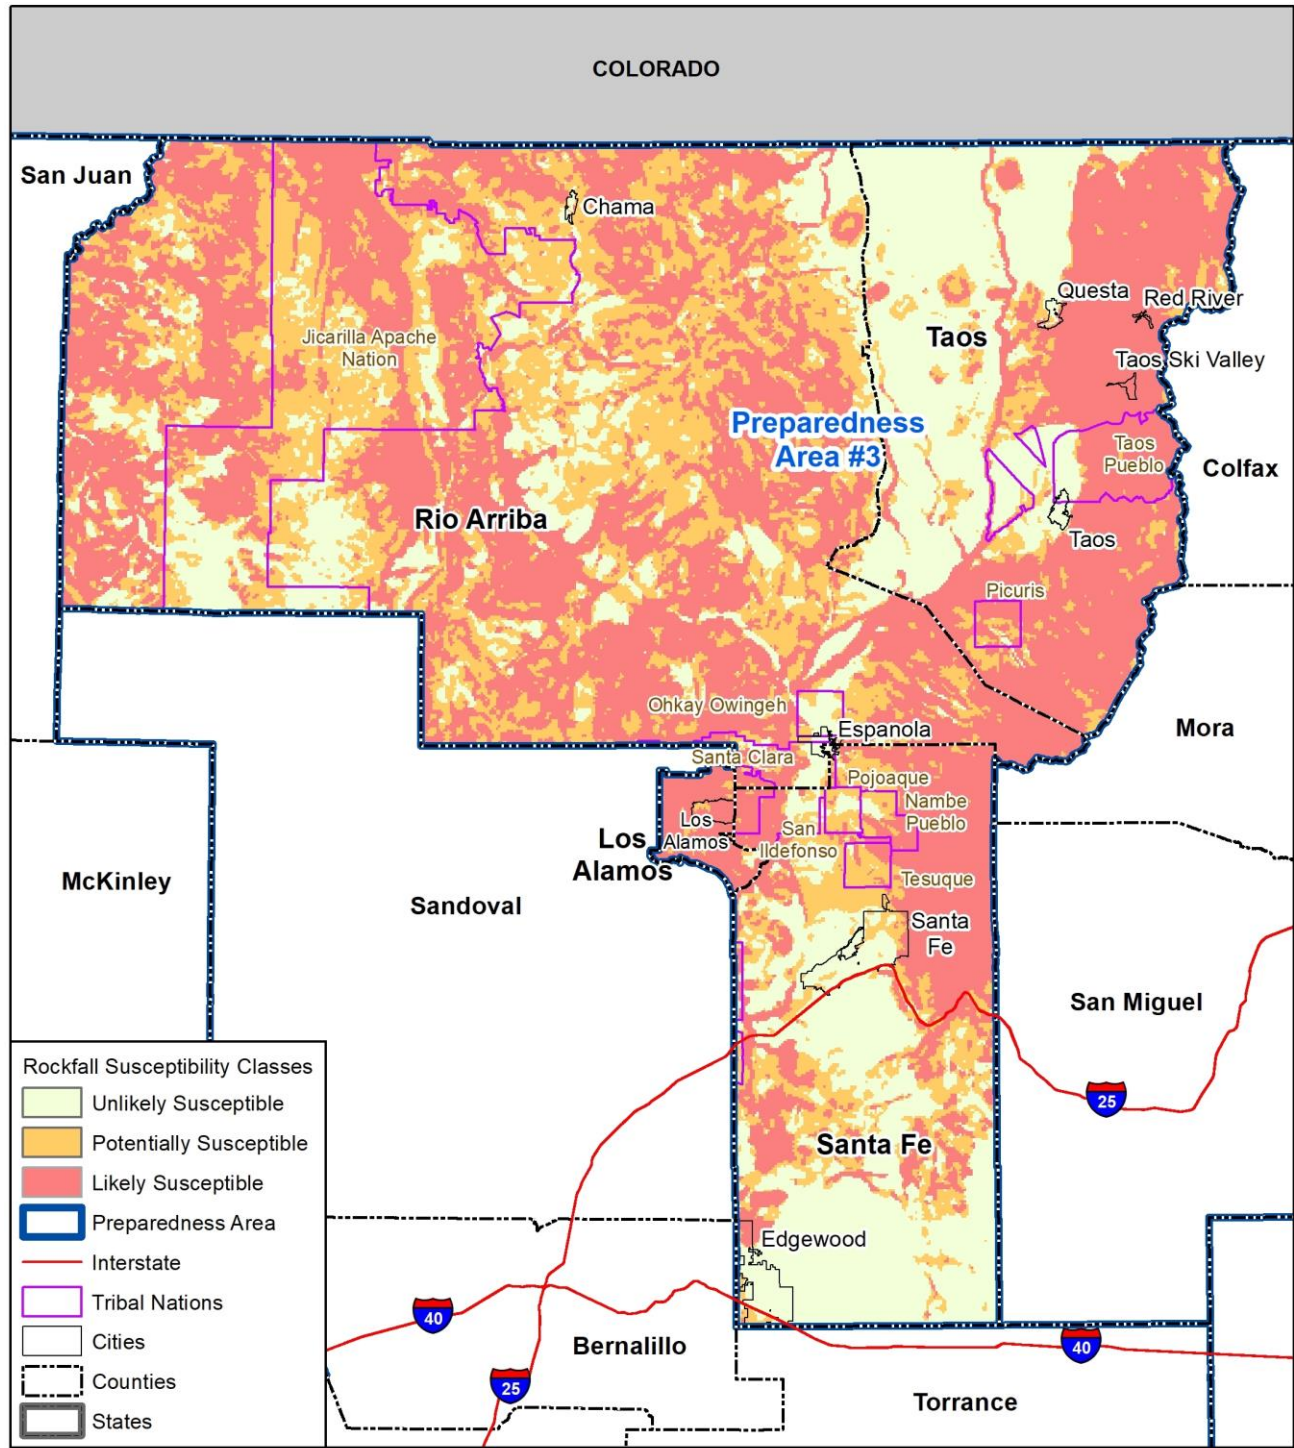 COLORADO
San Juan
Chama
Questa
Red River
Taos
Jicarilla Apache
Nation
Taos Ski Valley
Preparedness
Area #3
Taos
Pueblo
Colfax
Rio Arriba
Taos
Picuris
Ohkay Owingeh
Espanola
Mora
Santa Clara
Pojoaque
Nambe
Pueblo
Los
Alamos
San
Ildefonso
Los
Alamos
McKinley
Tesuque
Sandoval
Santa
Fe
San Miguel
25
Santa Fe
Edgewood
40
Bernalillo
40
25
Torrance
Rockfall Susceptibility Classes
Unlikely Susceptible
Potentially Susceptible
Likely Susceptible
Preparedness Area
Interstate
Tribal Nations
Cities
Counties
States